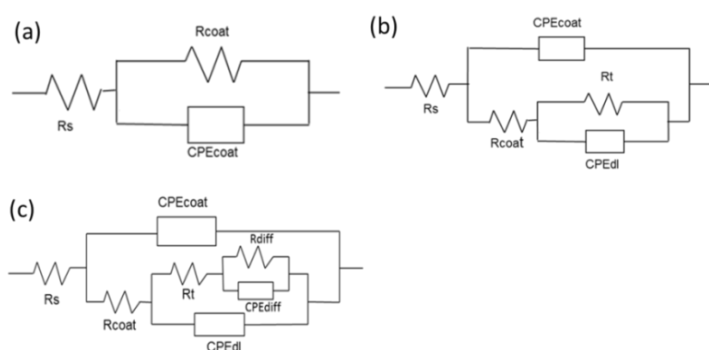 (a)
Rcoat
Rs
CPEcoat
(b)
CPEcoat
Rs
Rt
Rcoat
CPEdl
(c)
CPEcoat
Rdiff
Rs
Rt
CPEdiff
Rcoat
CPEdl